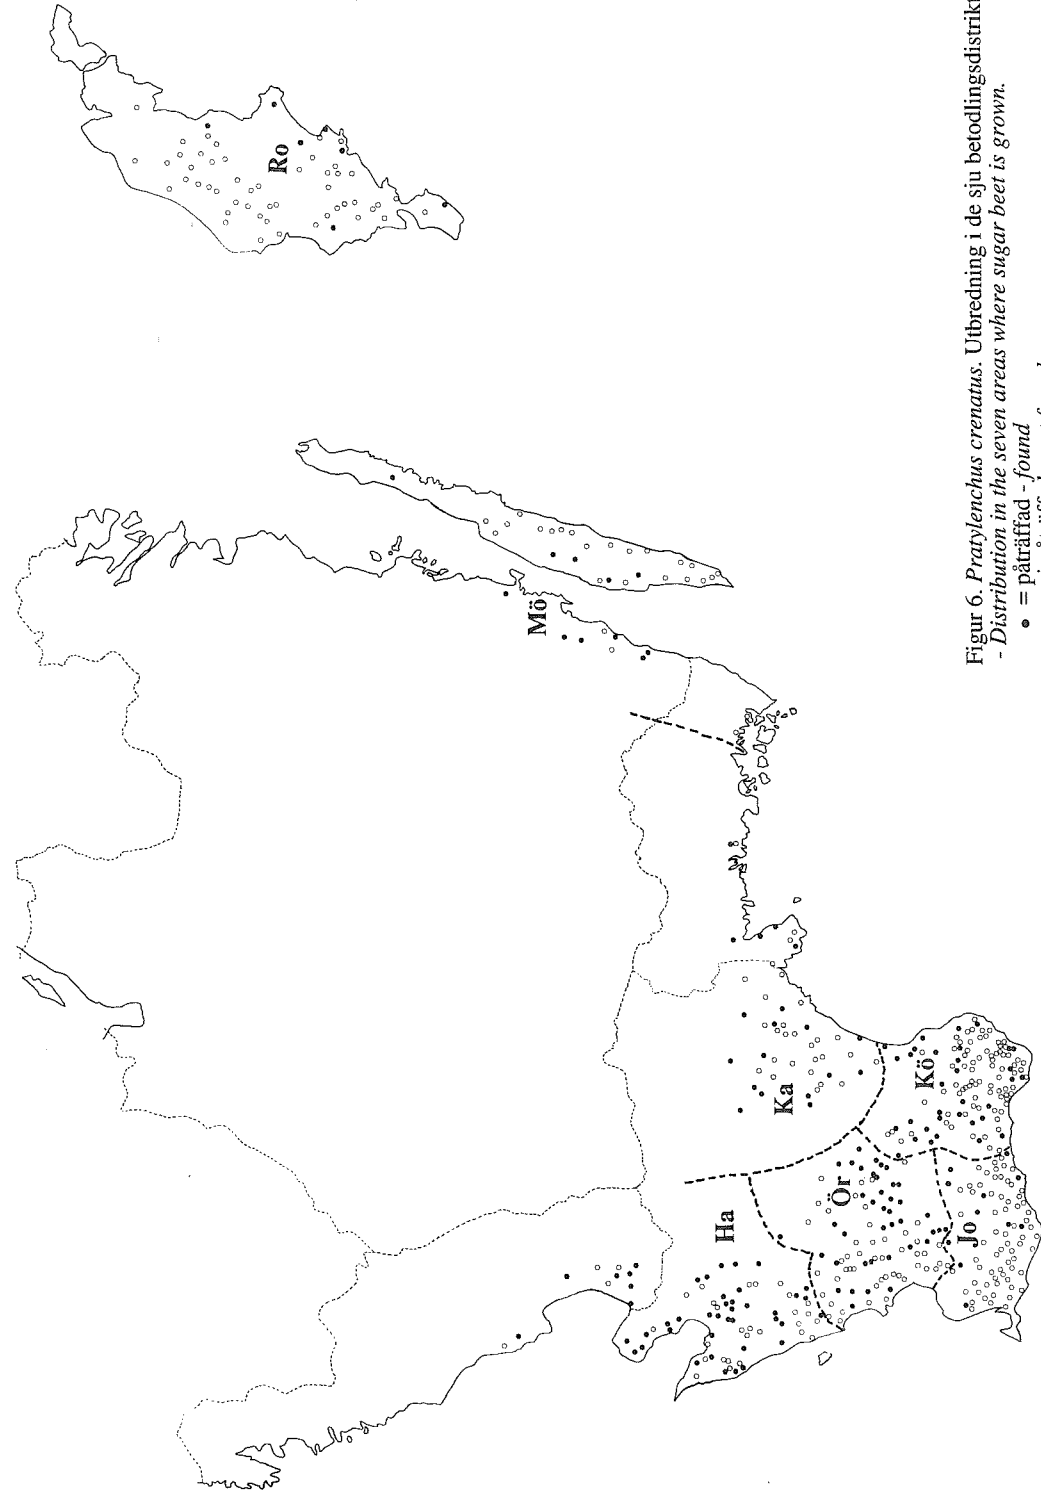 Ro
Mö
Ka
Kö
Ha
Ör
Jo
Figur 6. Pratylenchus crenatus. Utbredning i de sju betodlingsdistrikt
- Distribution in the seven areas where sugar beet is grown.
● = påträffad - found